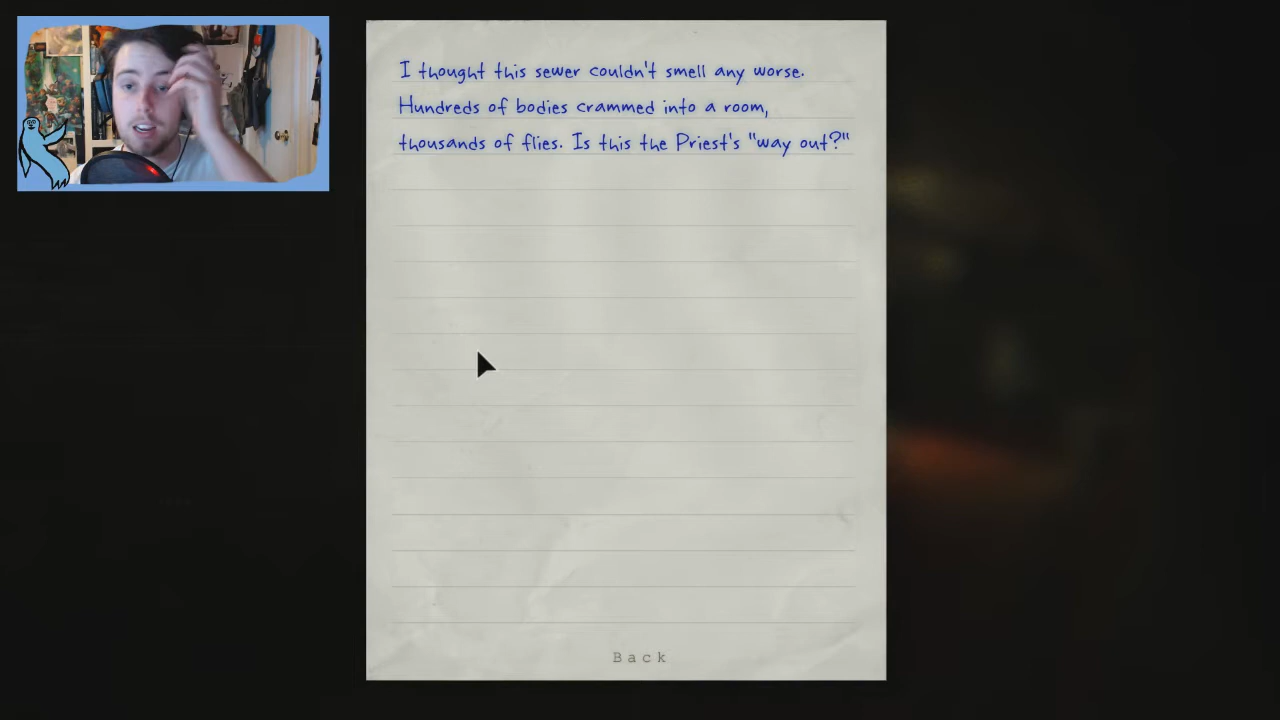 I thought this sewer couldn't smell any worse.
Hundreds of bodies crammed into a room,
thousands of flies. Is this the Priest's "way out?"
Back